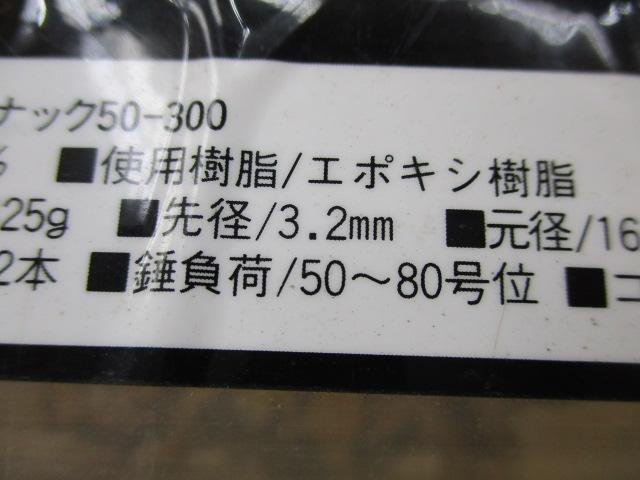 ナック50-300
% ■使用樹脂/エポキシ樹脂
25g ■先径/3.2mm ■元径/16
2本 ■錘負荷/50〜80号位 ■コ